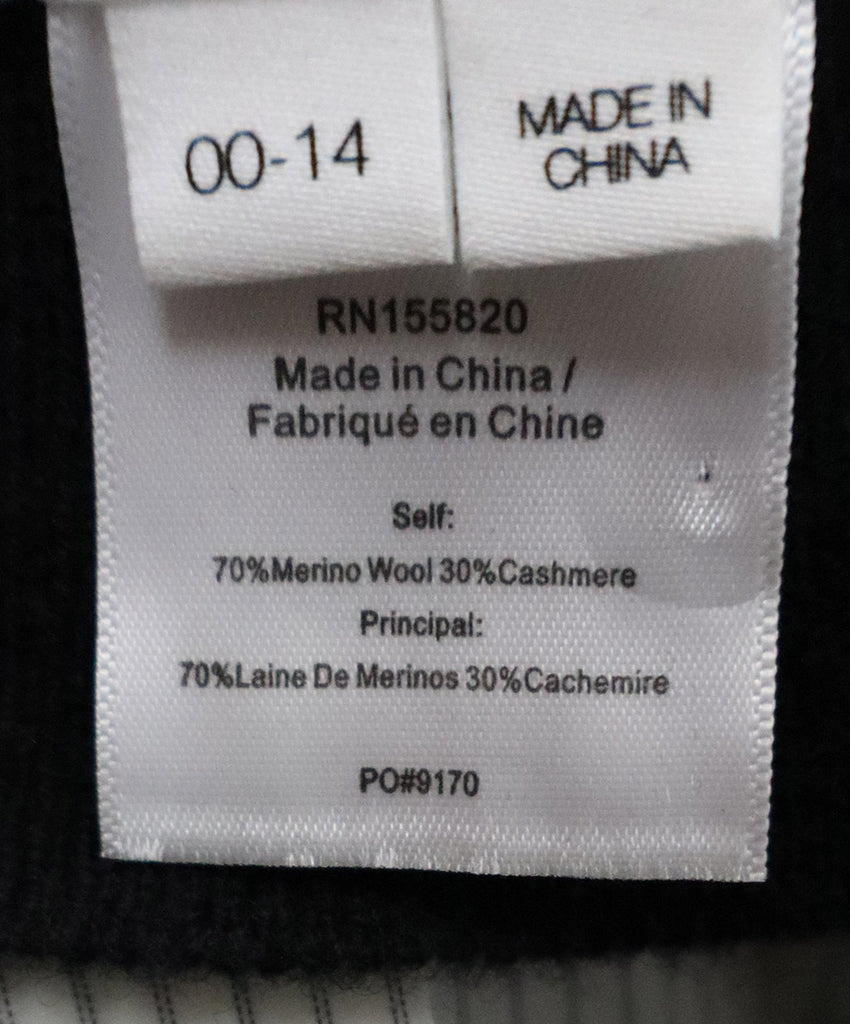 00-14
MADE IN
CHINA
RN155820
Made in China /
Fabriqué en Chine
Self:
70%Merino Wool 30%Cashmere
Principal:
70%Laine De Merinos 30%Cachemire
PO#9170